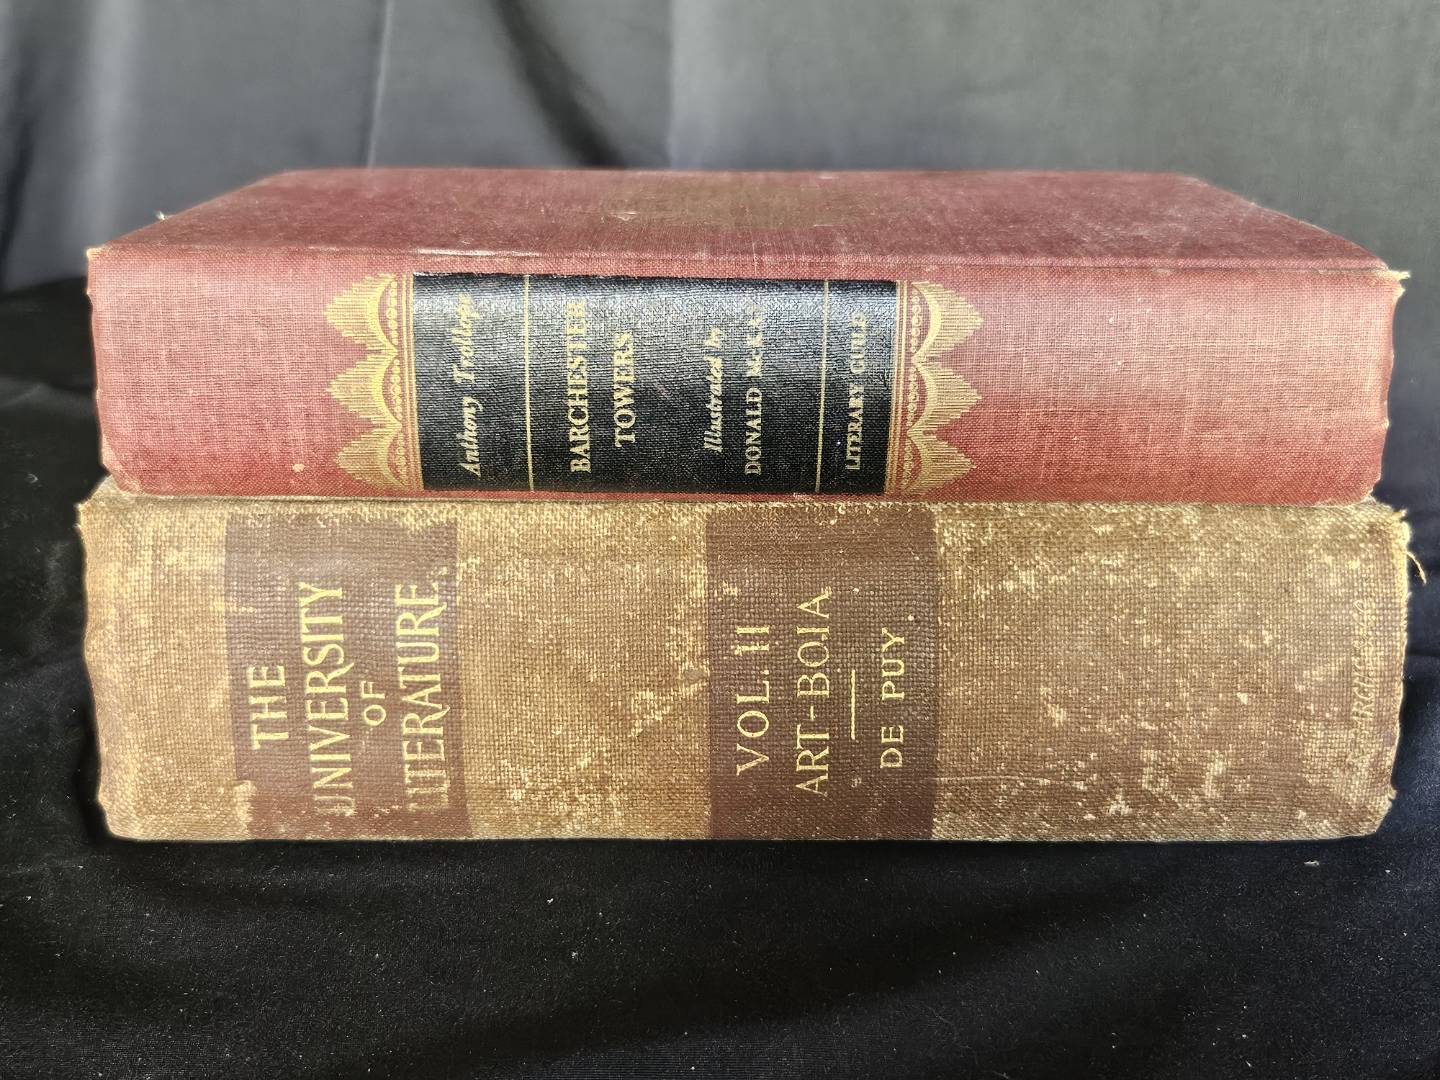 Anthony Trollope
BARCHESTER
TOWERS
Illustrated by
DONALD McKAY
LITERARY GUILD
THE
UNIVERSITY
OF
LITERATURE.
VOL. II
ART-BOJA
DE PUY.